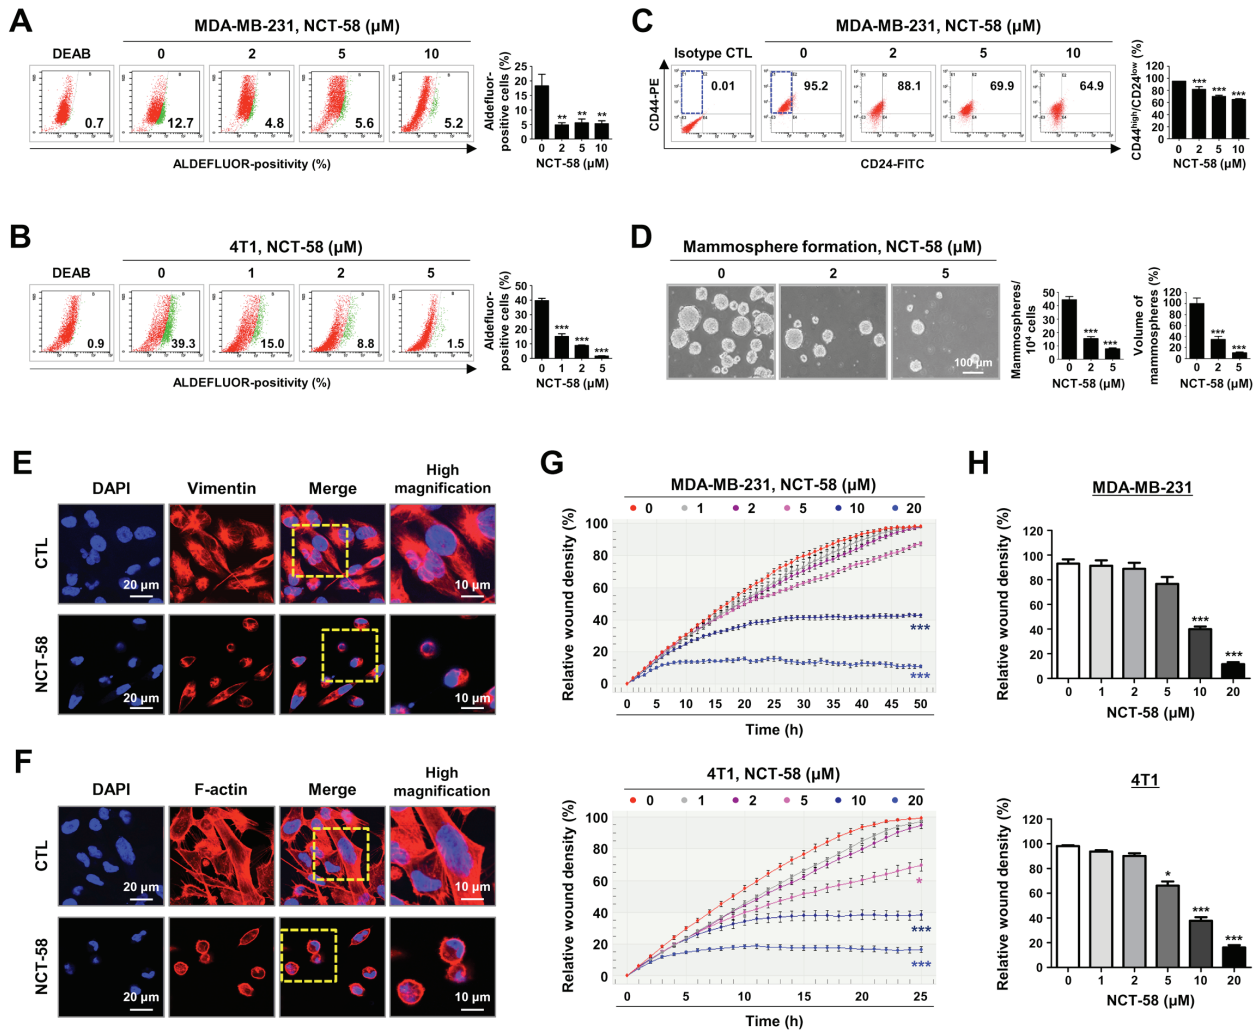 A
MDA-MB-231, NCT-58 (µM)
DEAB
0
2
5
10
0.7
12.7
4.8
5.6
5.2
ALDEFLUOR-positivity (%)
Aldefluor-
positive cells (%)
25
20
15
10
5
0
**
**
**
0 2 5 10
NCT-58 (µM)
C
MDA-MB-231, NCT-58 (µM)
Isotype CTL
0
2
5
10
CD44-PE
0.01
95.2
88.1
69.9
64.9
CD24-FITC
CD44high/CD24low (%)
120
100
80
60
40
20
0
***
***
***
0 2 5 10
NCT-58 (µM)
B
4T1, NCT-58 (µM)
DEAB
0
1
2
5
0.9
39.3
15.0
8.8
1.5
ALDEFLUOR-positivity (%)
Aldefluor-
positive cells (%)
50
40
30
20
10
0
***
***
***
0 1 2 5
NCT-58 (µM)
D
Mammosphere formation, NCT-58 (µM)
0
2
5
100 µm
Mammospheres/
10⁴ cells
50
40
30
20
10
0
***
***
0 2 5
NCT-58 (µM)
Volume of
mammospheres (%)
120
100
80
60
40
20
0
***
***
0 2 5
NCT-58 (µM)
E
DAPI
Vimentin
Merge
High
magnification
CTL
20 µm
10 µm
NCT-58
20 µm
10 µm
F
DAPI
F-actin
Merge
High
magnification
CTL
20 µm
10 µm
NCT-58
20 µm
10 µm
G
MDA-MB-231, NCT-58 (µM)
0 1 2 5 10 20
Relative wound density (%)
100
80
60
40
20
0
***
***
0 5 10 15 20 25 30 35 40 45 50
Time (h)
4T1, NCT-58 (µM)
0 1 2 5 10 20
Relative wound density (%)
100
80
60
40
20
0
*
***
***
0 5 10 15 20 25
Time (h)
H
MDA-MB-231
Relative wound density (%)
120
100
80
60
40
20
0
***
***
0 1 2 5 10 20
NCT-58 (µM)
4T1
Relative wound density (%)
120
100
80
60
40
20
0
*
***
***
0 1 2 5 10 20
NCT-58 (µM)